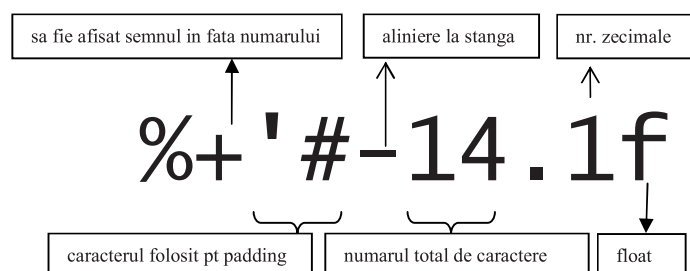 sa fie afisat semnul in fata numarului aliniere la stanga nr. zecimale
%+'#-14.1f
caracterul folosit pt padding numarul total de caractere float